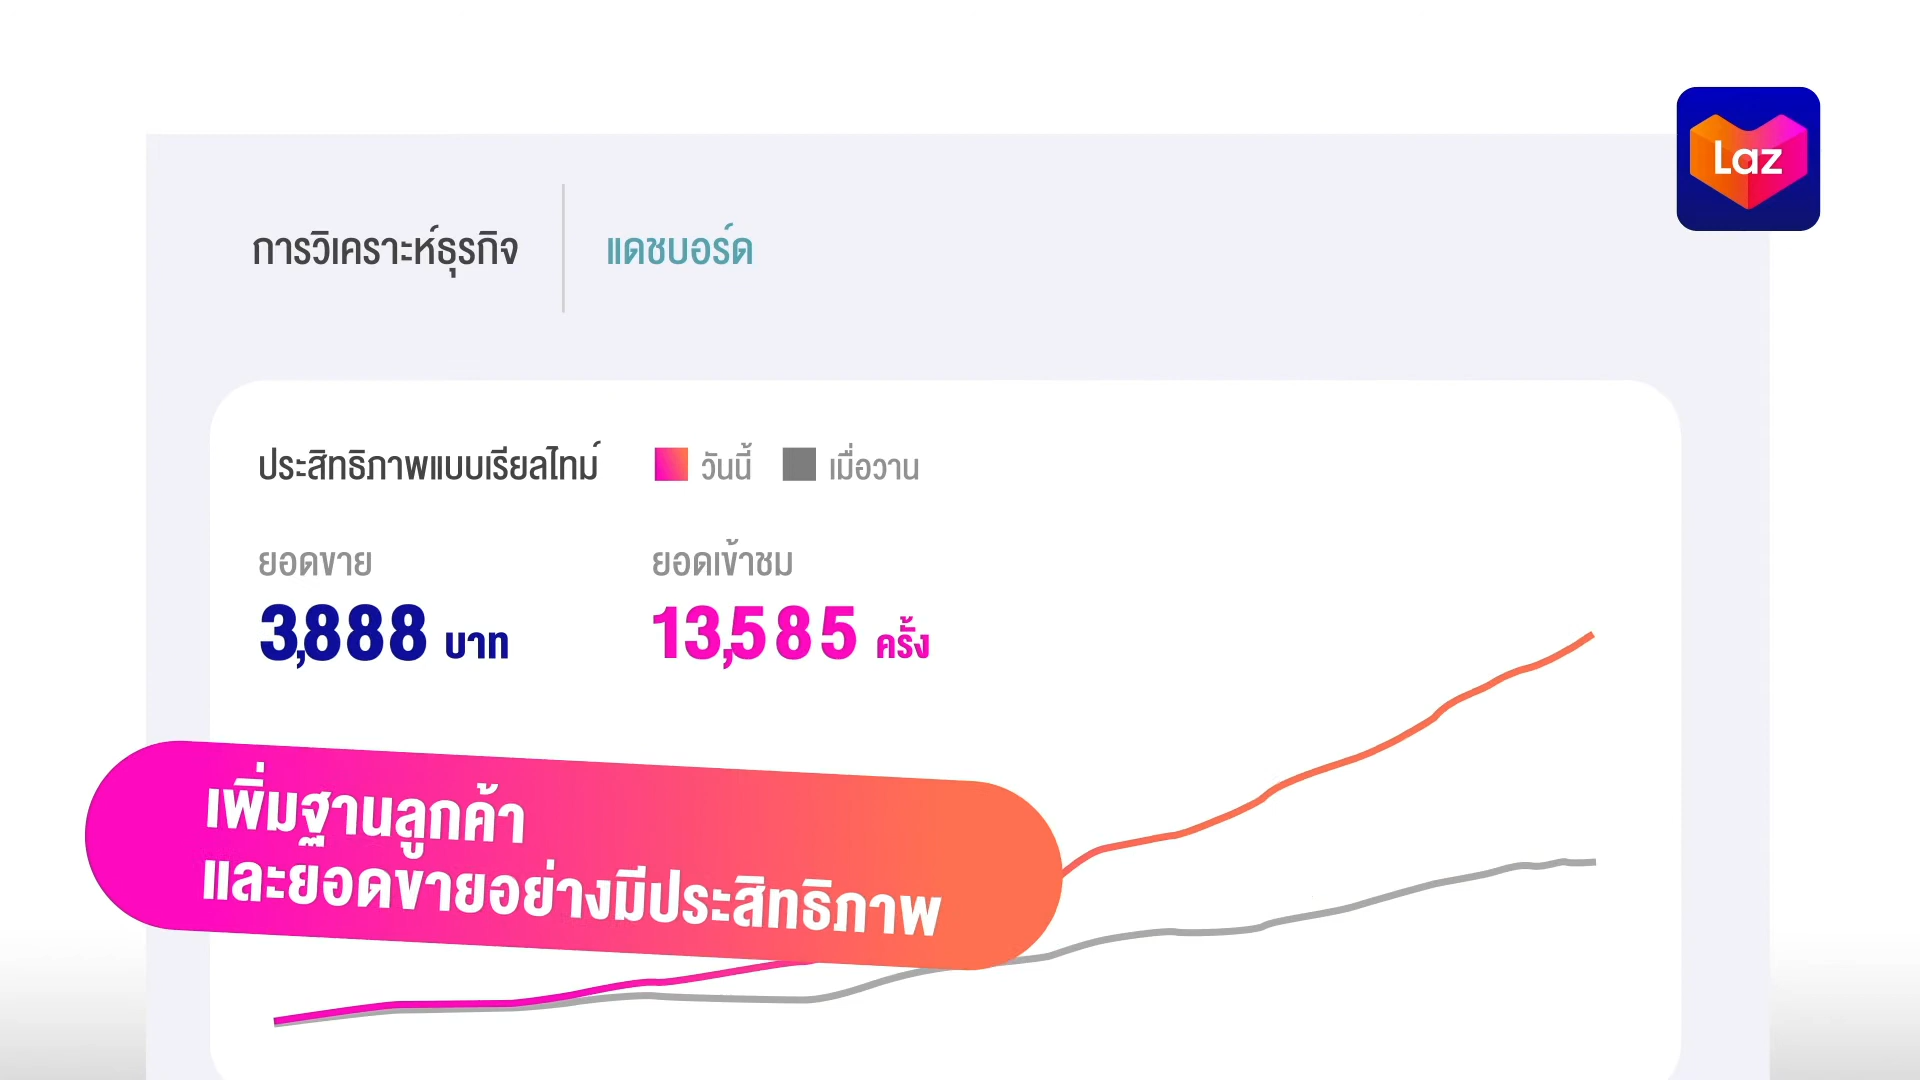 Laz
การวิเคราะห์ธุรกิจ
แดชบอร์ด
ประสิทธิภาพแบบเรียลไทม์
วันนี้
เมื่อวาน
ยอดขาย
3,888 บาท
ยอดเข้าชม
13,585 ครั้ง
เพิ่มฐานลูกค้า
และยอดขายอย่างมีประสิทธิภาพ